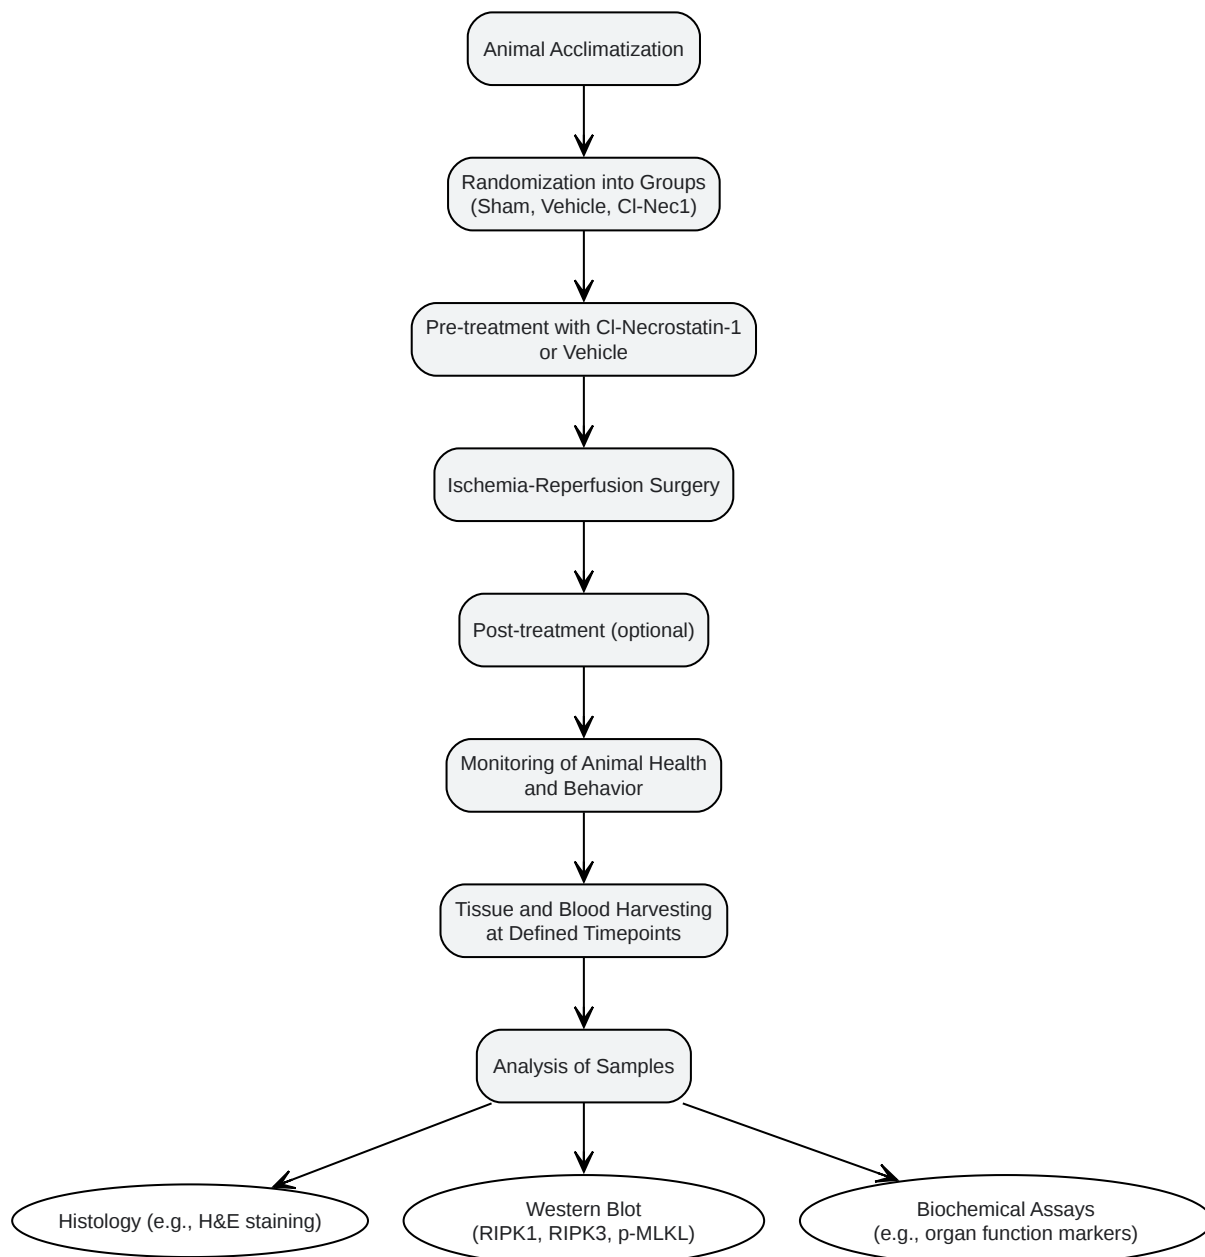 Animal Acclimatization
Randomization into Groups
(Sham, Vehicle, Cl-Nec1)
Pre-treatment with Cl-Necrostatin-1
or Vehicle
Ischemia-Reperfusion Surgery
Post-treatment (optional)
Monitoring of Animal Health
and Behavior
Tissue and Blood Harvesting
at Defined Timepoints
Analysis of Samples
Histology (e.g., H&E staining)
Western Blot
(RIPK1, RIPK3, p-MLKL)
Biochemical Assays
(e.g., organ function markers)